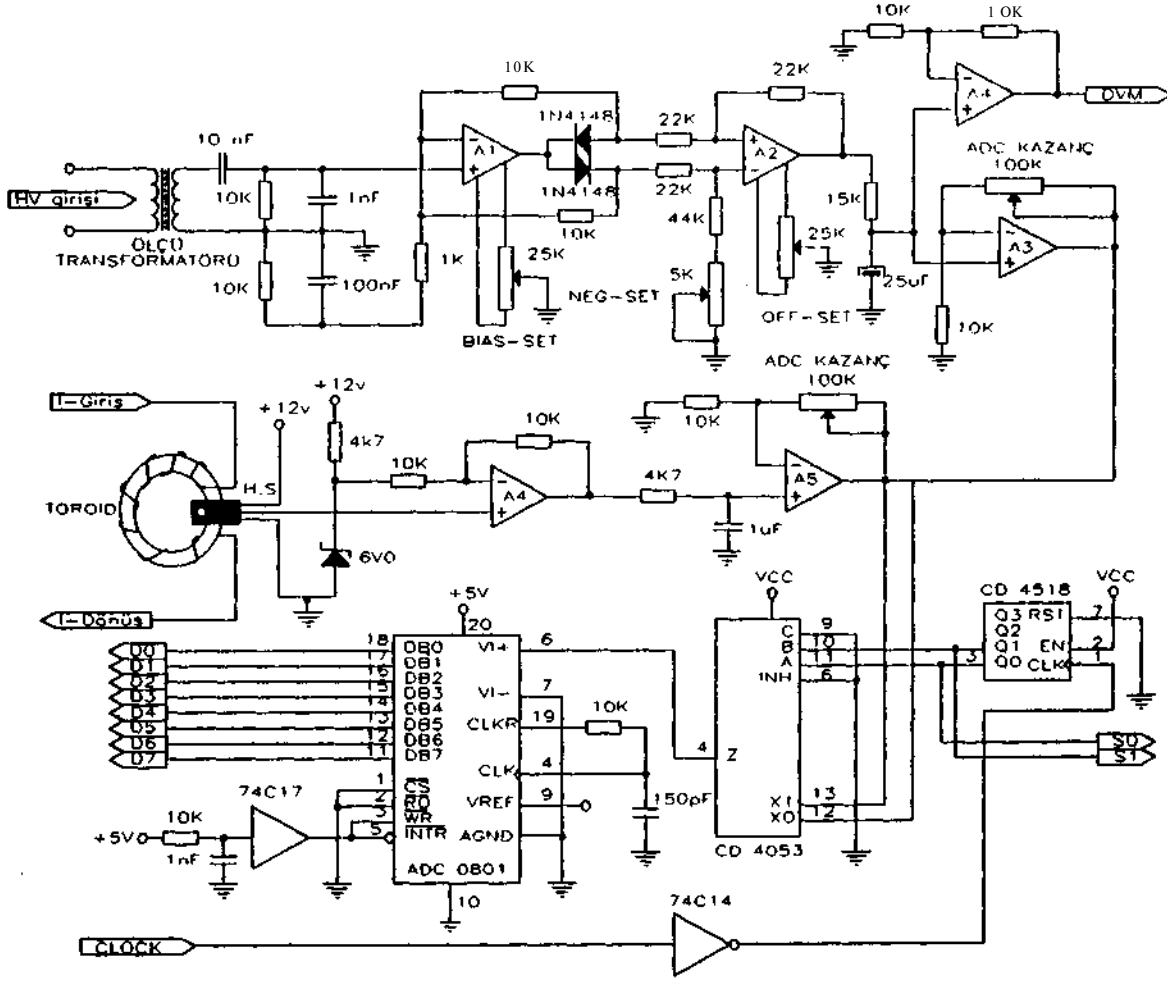 10K
10K
10K
22K
A4
DVM
10 nF
1N4148
22K
A1
A2
ADC KAZANÇ
100K
HV girişi
10K
1nF
1N4148
22K
15K
10K
44K
A3
ÖLÇÜ
TRANSFORMATÖRÜ
1K
25K
25K
10K
100nF
5K
NEG-SET
25uF
OFF-SET
10K
BIAS-SET
ADC KAZANÇ
100K
+12v
I-Giriş
+12v
10K
4k7
10K
10K
H.S
A4
4K7
A5
TOROID
1uF
6V0
VCC
CD 4518
VCC
I-Dönüş
+5V
20
Q3 RST 7
C 9
Q2
D0 18 DB0 VI+ 6
B 10
Q1 EN 2
D1 17 DB1
A 11
3 Q0 CLK 1
D2 16 DB2
INH 6
D3 15 DB3 VI- 7
D4 14 DB4
D5 13 DB5 CLKR 19
10K
S0
D6 12 DB6
S1
D7 11 DB7
4 Z
CLK 4
1 CS
150pF
74C17
2 RD VREF 9
X1 13
10K
3 WR
X0 12
+5V
5 INTR AGND
1nF
CD 4053
ADC 0801
10
74C14
CLOCK